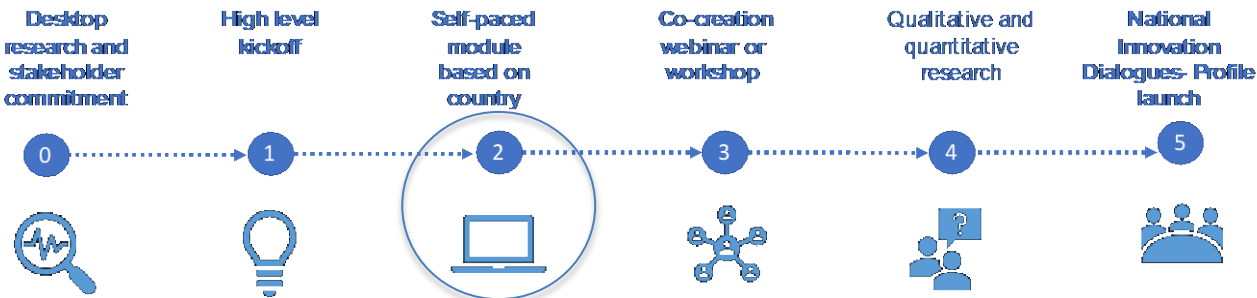 Desktop
research and
stakeholder
commitment
High level
kickoff
Self-paced
module
based on
country
Co-creation
webinar or
workshop
Qualitative and
quantitative
research
National
Innovation
Dialogues- Profile
launch
0
1
2
3
4
5
?